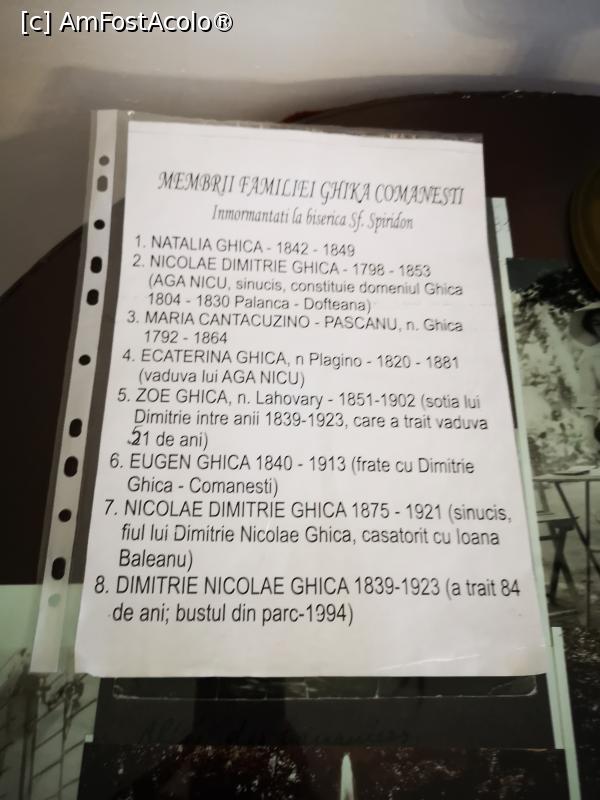 [c] AmFostAcolo®
MEMBRII FAMILIEI GHIKA COMANESTI
Inmormantati la biserica Sf. Spiridon
1. NATALIA GHICA - 1842 - 1849
2. NICOLAE DIMITRIE GHICA - 1798 - 1853
(AGA NICU, sinucis, constituie domeniul Ghica
1804 - 1830 Palanca - Dofteana)
3. MARIA CANTACUZINO - PASCANU, n. Ghica
1792 - 1864
4. ECATERINA GHICA, n Plagino - 1820 - 1881
(vaduva lui AGA NICU)
5. ZOE GHICA, n. Lahovary - 1851-1902 (sotia lui
Dimitrie intre anii 1839-1923, care a trait vaduva
51 de ani)
6. EUGEN GHICA 1840 - 1913 (frate cu Dimitrie
Ghica - Comanesti)
7. NICOLAE DIMITRIE GHICA 1875 - 1921 (sinucis,
fiul lui Dimitrie Nicolae Ghica, casatorit cu Ioana
Baleanu)
8. DIMITRIE NICOLAE GHICA 1839-1923 (a trait 84
de ani; bustul din parc-1994)